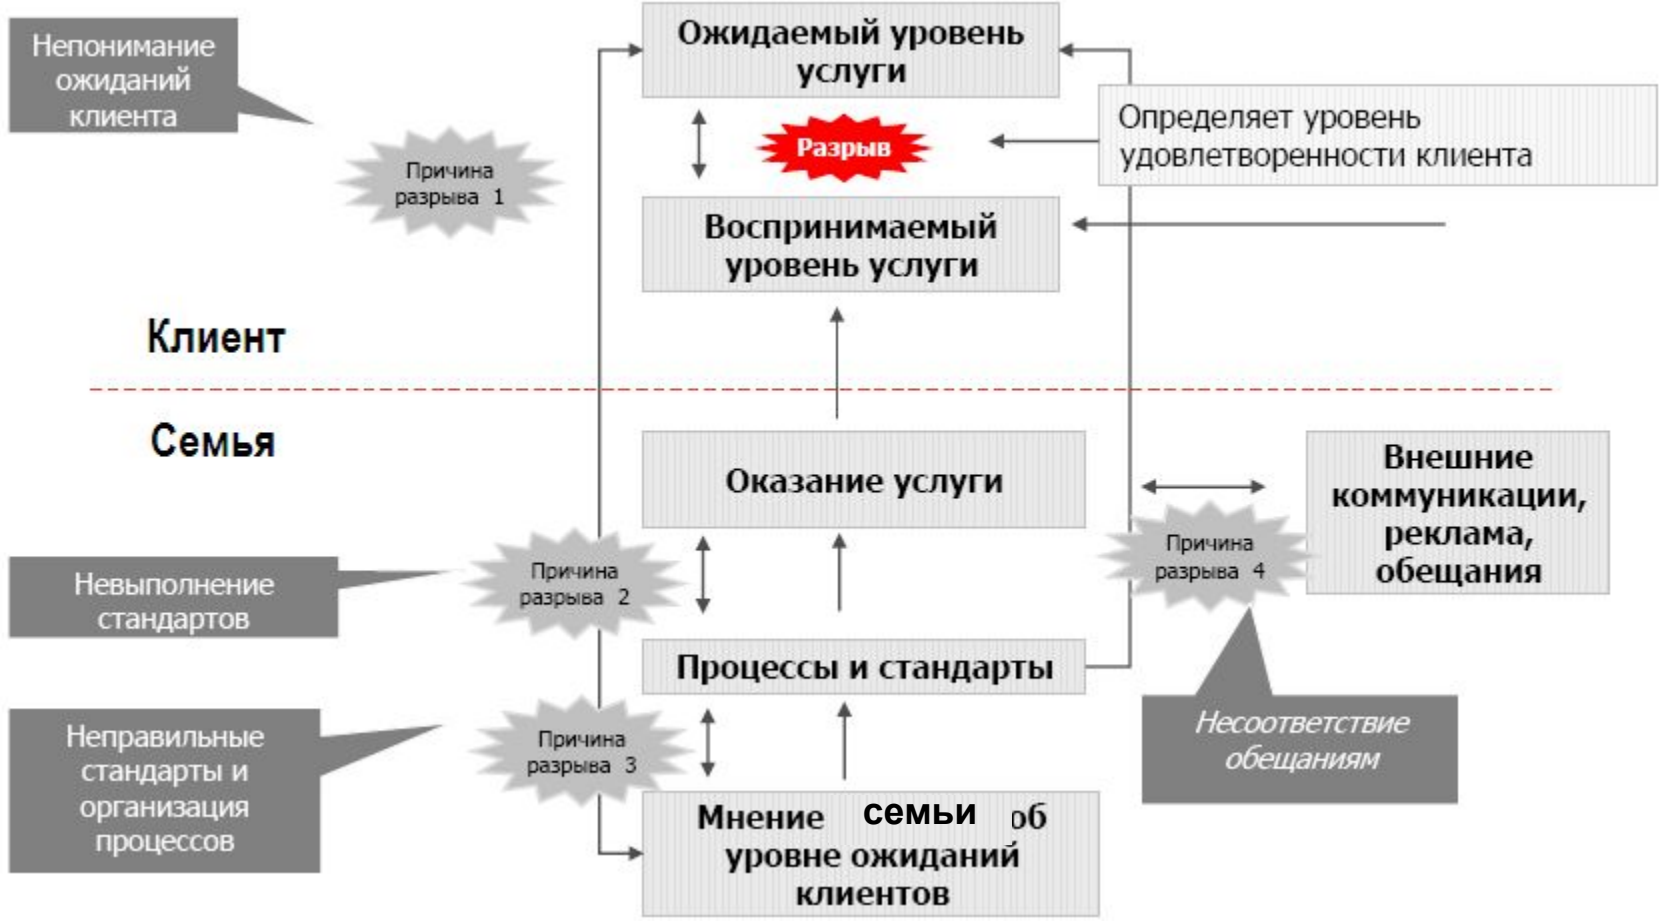 Непонимание
ожиданий
клиента
Ожидаемый уровень
услуги
Определяет уровень
удовлетворенности клиента
Разрыв
Причина
разрыва 1
Воспринимаемый
уровень услуги
Клиент
Семья
Оказание услуги
Внешние
коммуникации,
реклама,
обещания
Причина
разрыва 4
Невыполнение
стандартов
Причина
разрыва 2
Процессы и стандарты
Несоответствие
обещаниям
Неправильные
стандарты и
организация
процессов
Причина
разрыва 3
Мнение семьи об
уровне ожиданий
клиентов